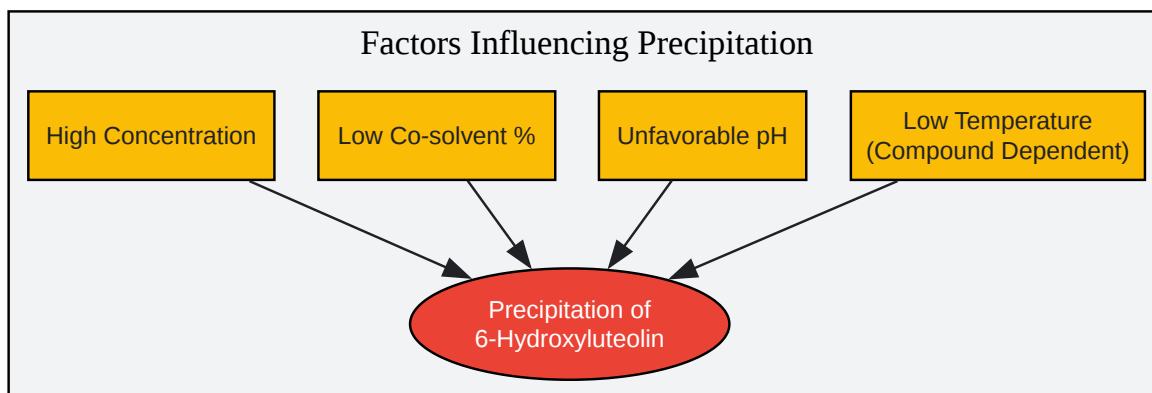 Factors Influencing Precipitation
High Concentration
Low Co-solvent %
Unfavorable pH
Low Temperature
(Compound Dependent)
Precipitation of
6-Hydroxyluteolin